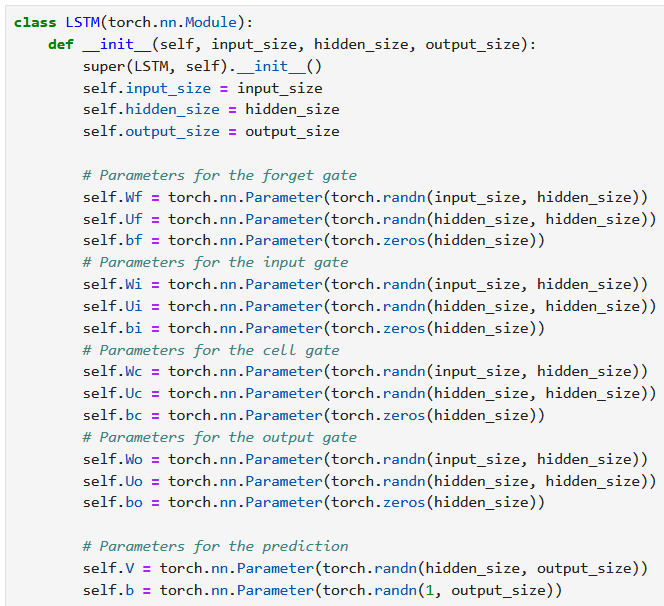 class LSTM(torch.nn.Module):
    def __init__(self, input_size, hidden_size, output_size):
        super(LSTM, self).__init__()
        self.input_size = input_size
        self.hidden_size = hidden_size
        self.output_size = output_size

        # Parameters for the forget gate
        self.Wf = torch.nn.Parameter(torch.randn(input_size, hidden_size))
        self.Uf = torch.nn.Parameter(torch.randn(hidden_size, hidden_size))
        self.bf = torch.nn.Parameter(torch.zeros(hidden_size))
        # Parameters for the input gate
        self.Wi = torch.nn.Parameter(torch.randn(input_size, hidden_size))
        self.Ui = torch.nn.Parameter(torch.randn(hidden_size, hidden_size))
        self.bi = torch.nn.Parameter(torch.zeros(hidden_size))
        # Parameters for the cell gate
        self.Wc = torch.nn.Parameter(torch.randn(input_size, hidden_size))
        self.Uc = torch.nn.Parameter(torch.randn(hidden_size, hidden_size))
        self.bc = torch.nn.Parameter(torch.zeros(hidden_size))
        # Parameters for the output gate
        self.Wo = torch.nn.Parameter(torch.randn(input_size, hidden_size))
        self.Uo = torch.nn.Parameter(torch.randn(hidden_size, hidden_size))
        self.bo = torch.nn.Parameter(torch.zeros(hidden_size))

        # Parameters for the prediction
        self.V = torch.nn.Parameter(torch.randn(hidden_size, output_size))
        self.b = torch.nn.Parameter(torch.randn(1, output_size))